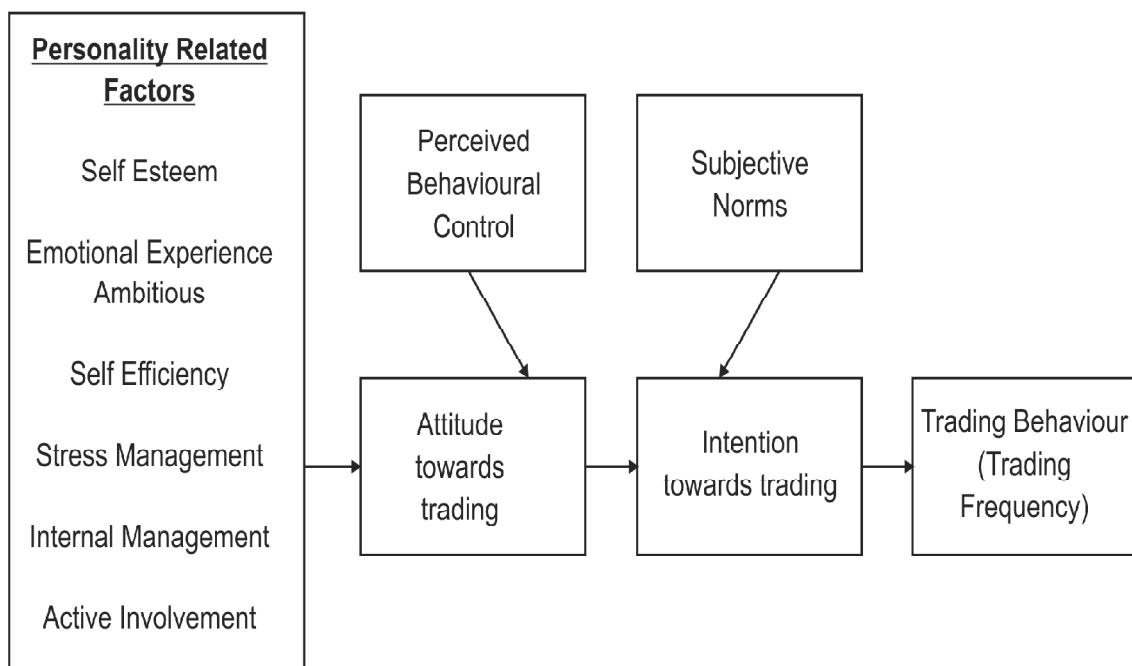 Personality Related
Factors
Self Esteem
Emotional Experience
Ambitious
Self Efficiency
Stress Management
Internal Management
Active Involvement
Perceived
Behavioural
Control
Subjective
Norms
Attitude
towards
trading
Intention
towards trading
Trading Behaviour
(Trading
Frequency)